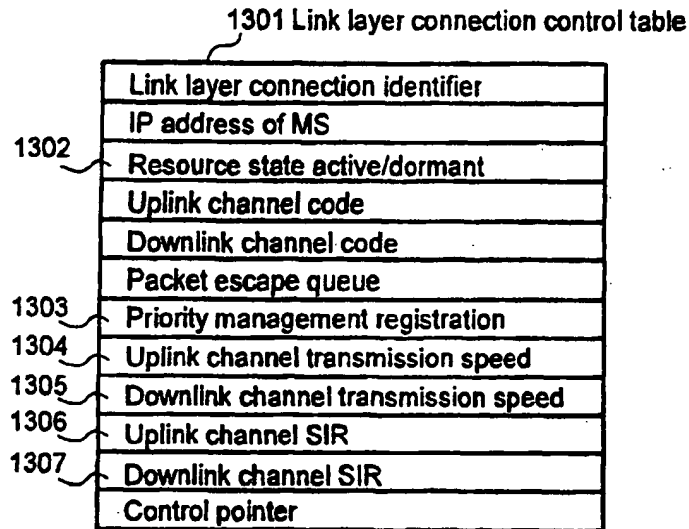 1301 Link layer connection control table
Link layer connection identifier
IP address of MS
1302 Resource state active/dormant
Uplink channel code
Downlink channel code
Packet escape queue
1303 Priority management registration
1304 Uplink channel transmission speed
1305 Downlink channel transmission speed
1306 Uplink channel SIR
1307 Downlink channel SIR
Control pointer